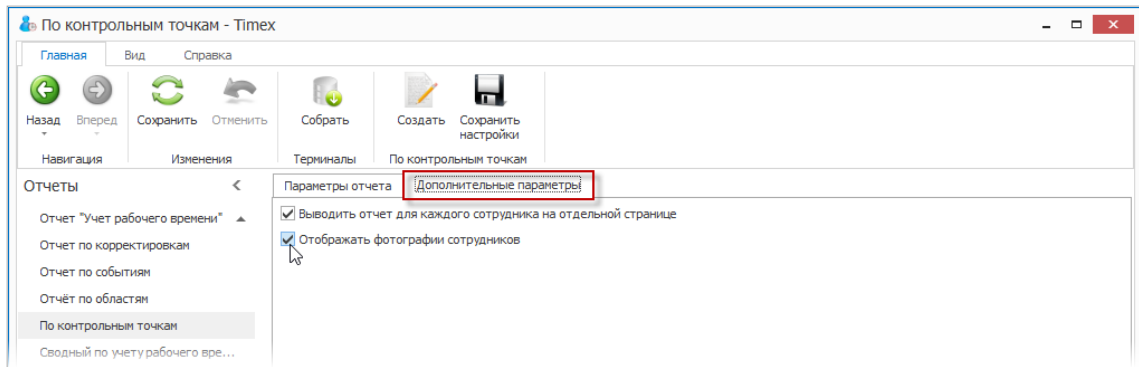 По контрольным точкам - Timex
Главная Вид Справка
Назад Вперед Сохранить Отменить Собрать Создать Сохранить настройки
Навигация Изменения Терминалы По контрольным точкам
Отчеты
Параметры отчета Дополнительные параметры
Отчет "Учет рабочего времени"
Выводить отчет для каждого сотрудника на отдельной странице
Отчет по корректировкам
Отображать фотографии сотрудников
Отчет по событиям
Отчёт по областям
По контрольным точкам
Сводный по учету рабочего вре...